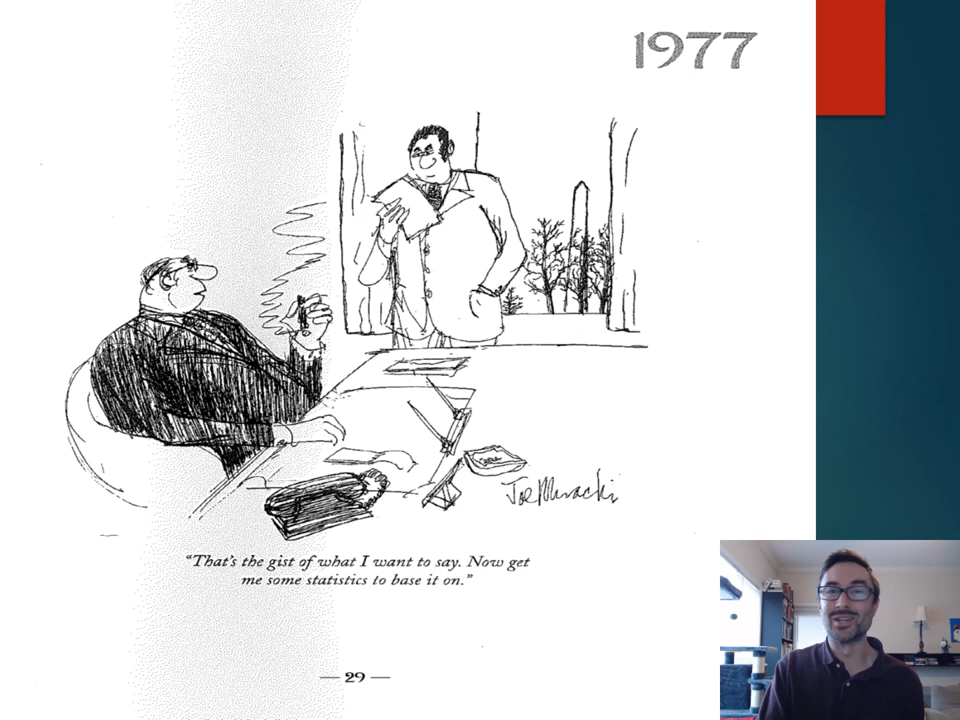 1977
"That's the gist of what I want to say. Now get
me some statistics to base it on."
— 29 —